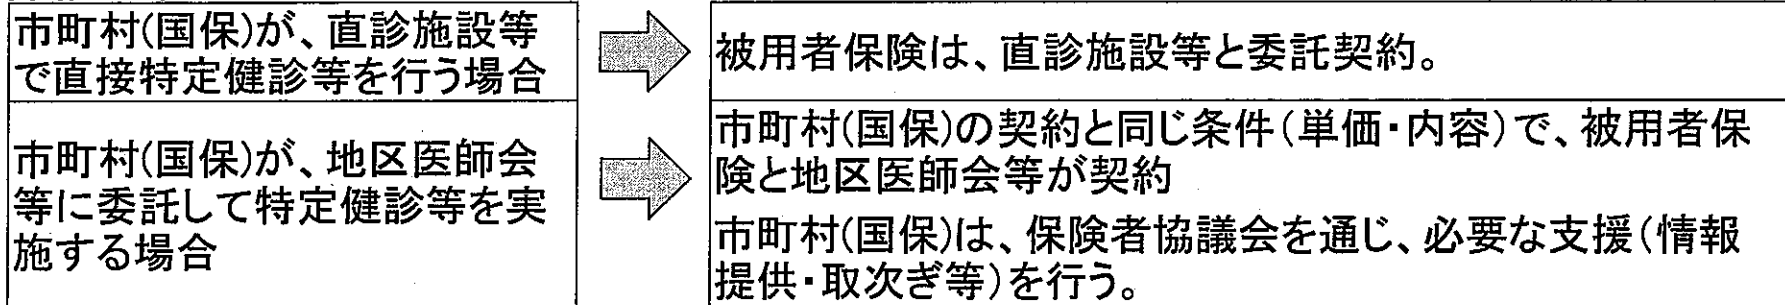 市町村(国保)が、直診施設等
で直接特定健診等を行う場合
被用者保険は、直診施設等と委託契約。
市町村(国保)が、地区医師会
等に委託して特定健診等を実
施する場合
市町村(国保)の契約と同じ条件(単価・内容)で、被用者保
険と地区医師会等が契約
市町村(国保)は、保険者協議会を通じ、必要な支援(情報
提供・取次ぎ等)を行う。